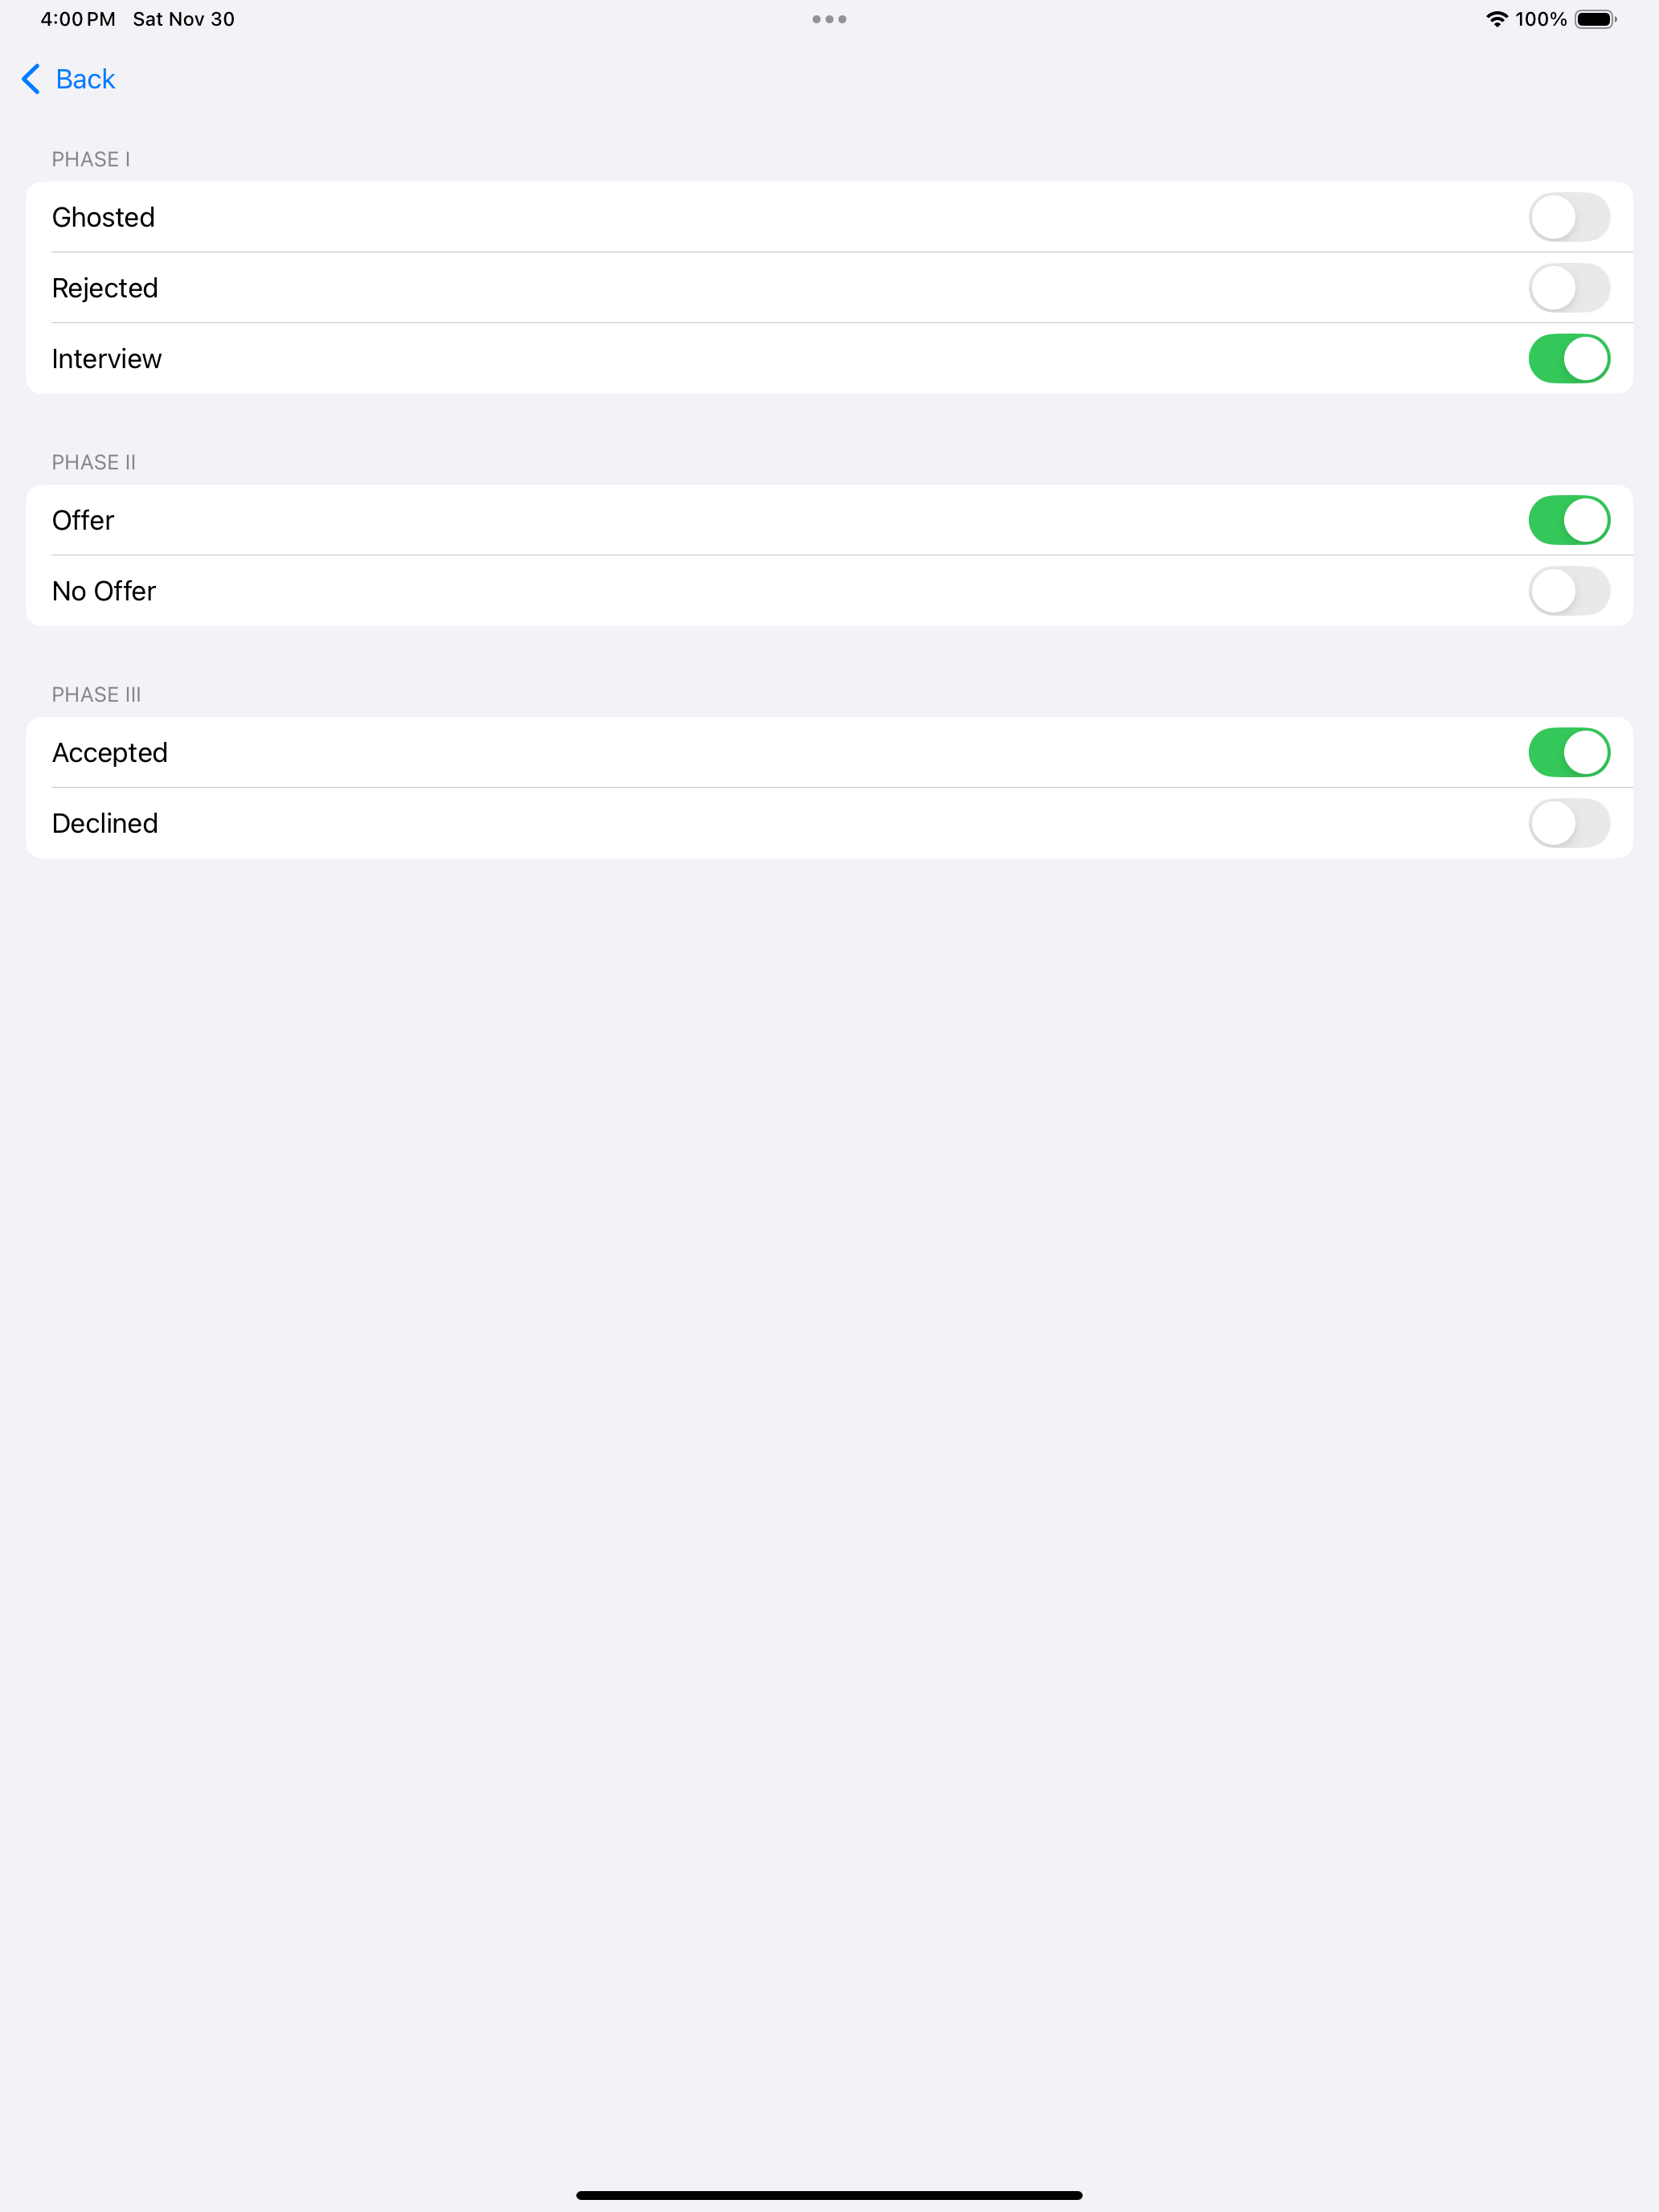 4:00 PM Sat Nov 30 100%
Back
PHASE I
Ghosted
Rejected
Interview
PHASE II
Offer
No Offer
PHASE III
Accepted
Declined